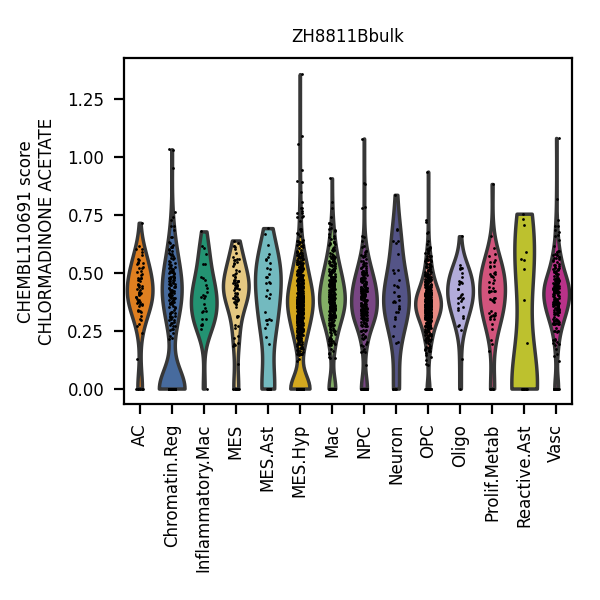 ZH8811Bbulk
CHEMBL110691 score
CHLORMADINONE ACETATE
1.25
1.00
0.75
0.50
0.25
0.00
AC
Chromatin.Reg
Inflammatory.Mac
MES
MES.Ast
MES.Hyp
Mac
NPC
Neuron
OPC
Oligo
Prolif.Metab
Reactive.Ast
Vasc